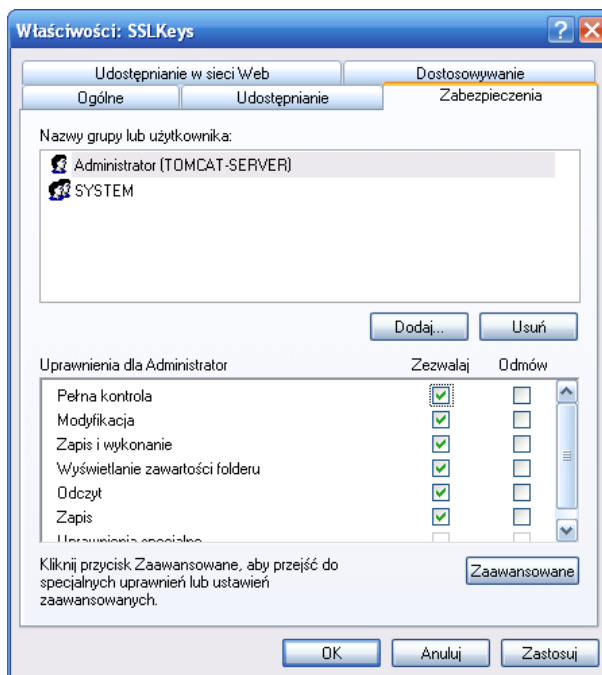 Właściwości: SSLKeys
Udostępnianie w sieci Web
Dostosowywanie
Ogólne
Udostępnianie
Zabezpieczenia
Nazwy grupy lub użytkownika:
Administrator (TOMCAT-SERVER)
SYSTEM
Dodaj...
Usuń
Uprawnienia dla Administrator
Zezwalaj
Odmów
Pełna kontrola
Modyfikacja
Zapis i wykonanie
Wyświetlanie zawartości folderu
Odczyt
Zapis
Uprawnienia specjalne
Kliknij przycisk Zaawansowane, aby przejść do
specjalnych uprawnień lub ustawień
zaawansowanych.
Zaawansowane
OK
Anuluj
Zastosuj